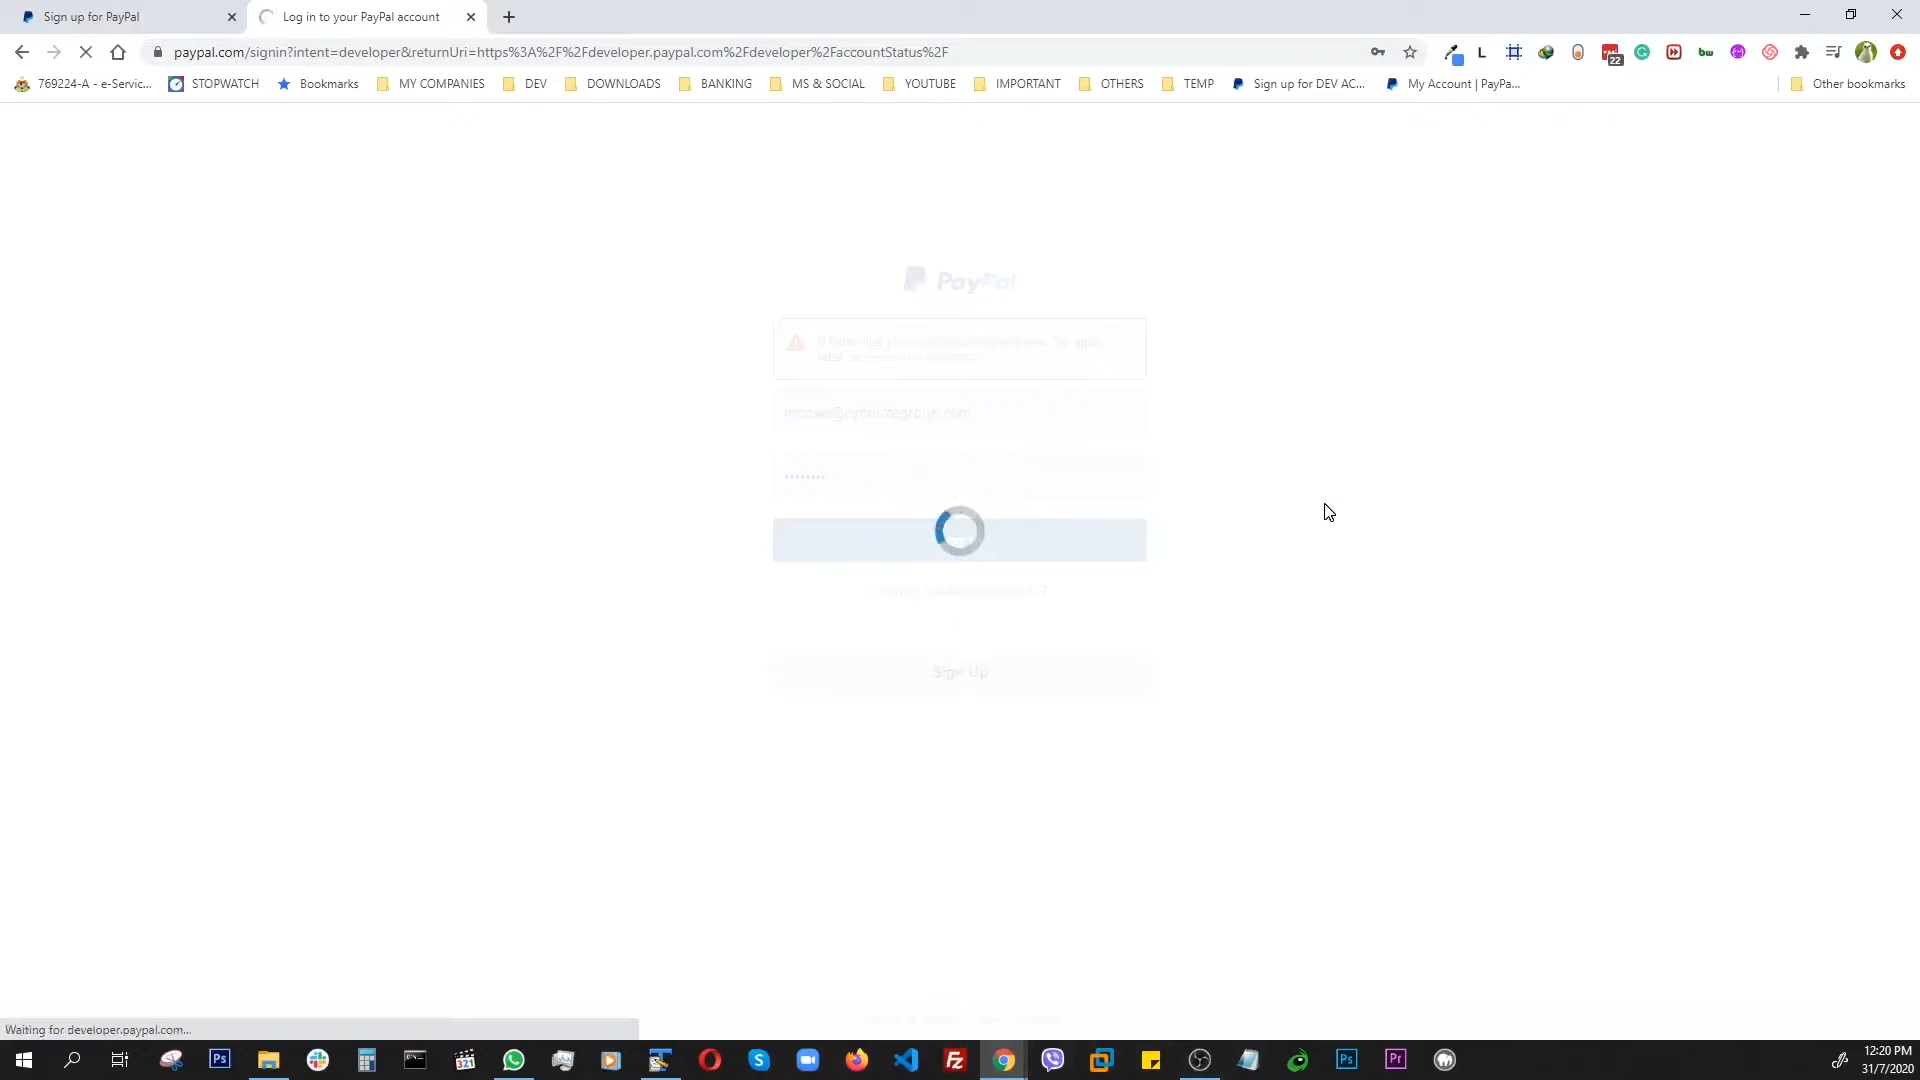 Sign up for PayPal
Log in to your PayPal account
paypal.com/signin?intent=developer&returnUri=https%3A%2F%2Fdeveloper.paypal.com%2Fdeveloper%2FaccountStatus%2F
22
769224-A - e-Servic...
STOPWATCH
Bookmarks
MY COMPANIES
DEV
DOWNLOADS
BANKING
MS & SOCIAL
YOUTUBE
IMPORTANT
OTHERS
TEMP
Sign up for DEV AC...
My Account | PayPa...
Other bookmarks
PayPal
Sign Up
Waiting for developer.paypal.com...
12:20 PM
31/7/2020